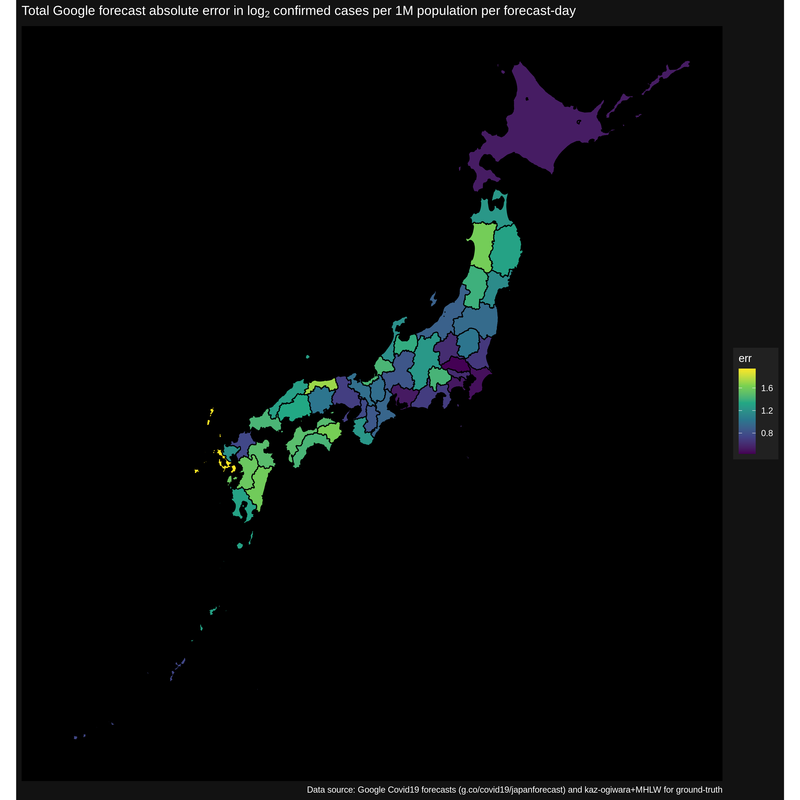 Total Google forecast absolute error in log₂ confirmed cases per 1M population per forecast-day
err
1.6
1.2
0.8
Data source: Google Covid19 forecasts (g.co/covid19/japanforecast) and kaz-ogiwara+MHLW for ground-truth